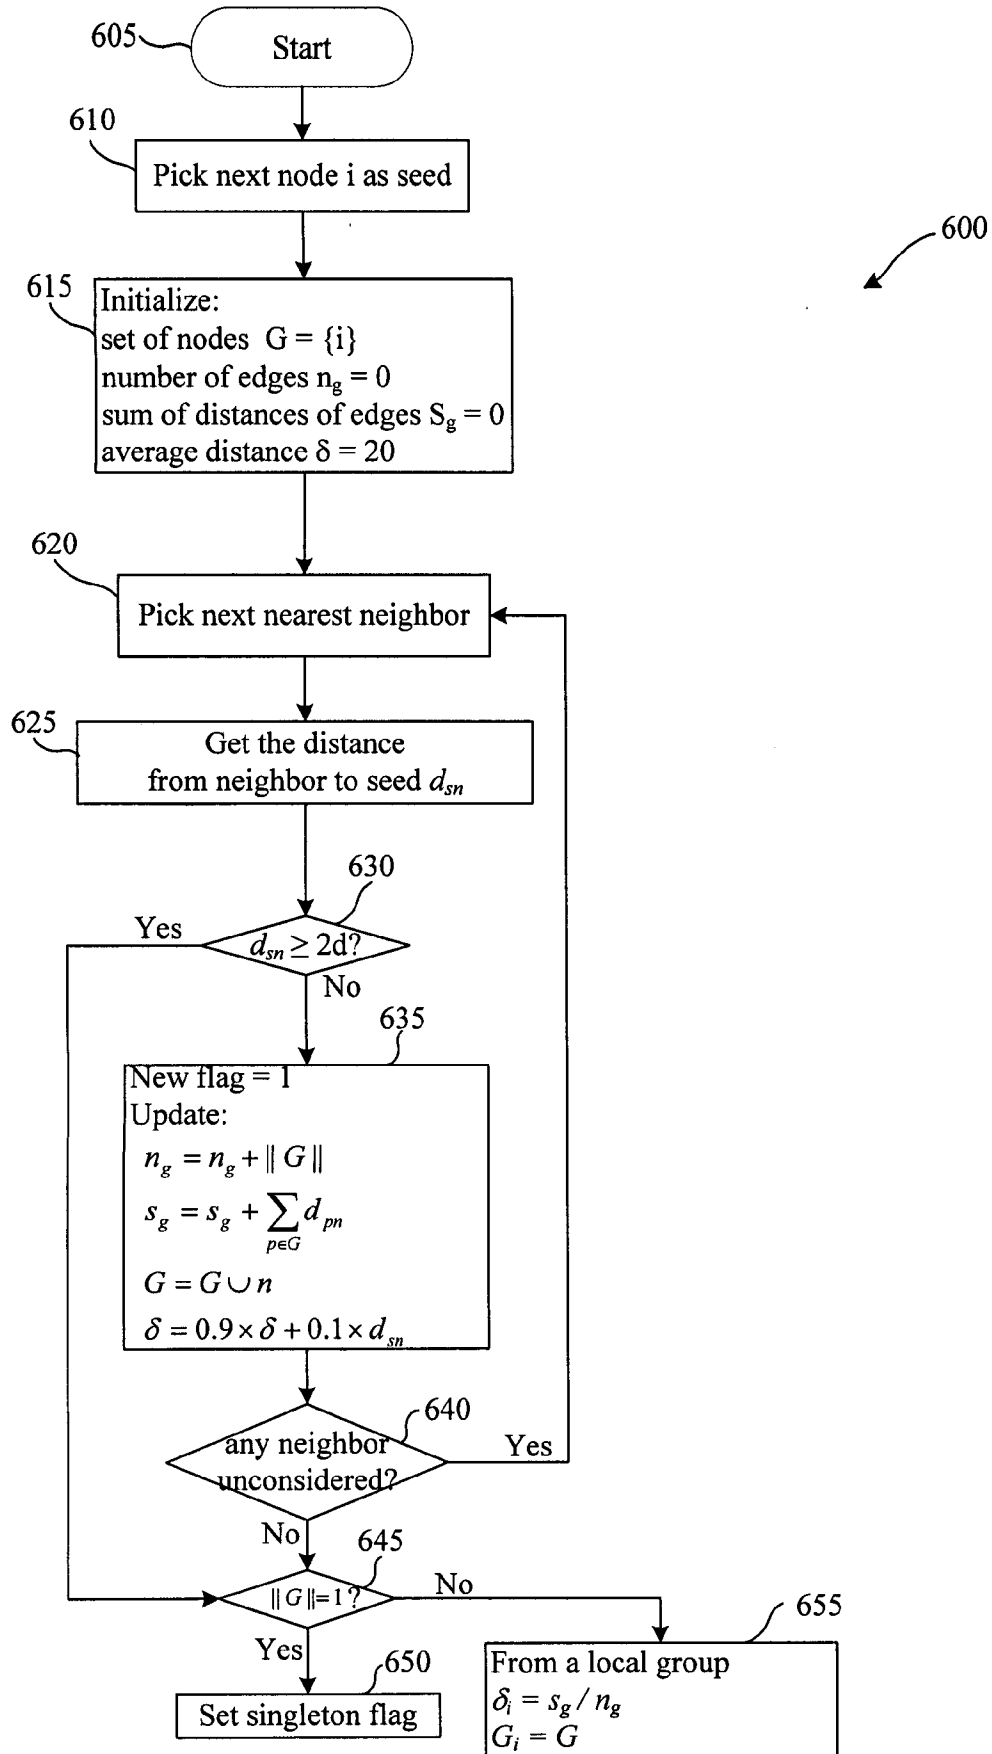 605
Start
610
Pick next node i as seed
600
615
Initialize:
set of nodes G = {i}
number of edges n_g = 0
sum of distances of edges S_g = 0
average distance δ = 20
620
Pick next nearest neighbor
625
Get the distance
from neighbor to seed d_sn
630
Yes
d_sn ≥ 2d?
No
635
New flag = 1
Update:
n_g = n_g + || G ||
s_g = s_g + ∑_{p∈G} d_pn
G = G ∪ n
δ = 0.9 × δ + 0.1 × d_sn
640
any neighbor
unconsidered?
Yes
No
645
|| G ||= 1 ?
No
655
Yes
650
Set singleton flag
From a local group
δ_i = s_g / n_g
G_i = G